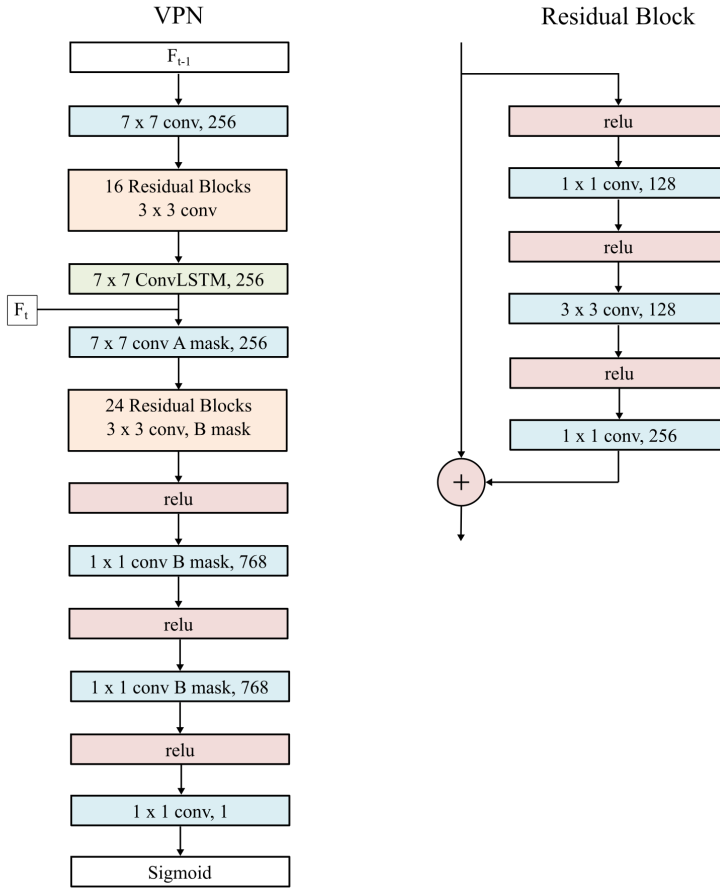 VPN
F_{t-1}
7 x 7 conv, 256
16 Residual Blocks
3 x 3 conv
7 x 7 ConvLSTM, 256
F_t
7 x 7 conv A mask, 256
24 Residual Blocks
3 x 3 conv, B mask
relu
1 x 1 conv B mask, 768
relu
1 x 1 conv B mask, 768
relu
1 x 1 conv, 1
Sigmoid
Residual Block
relu
1 x 1 conv, 128
relu
3 x 3 conv, 128
relu
1 x 1 conv, 256
+